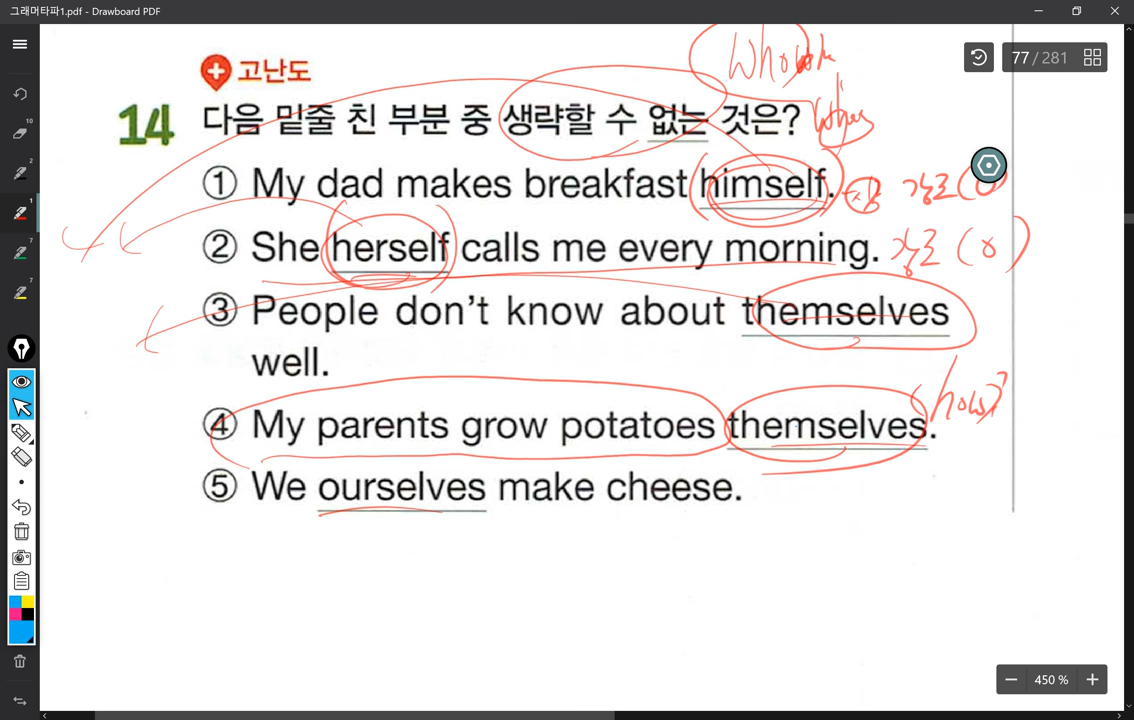 그래머타파1.pdf - Drawboard PDF
77 / 281
고난도
14 다음 밑줄 친 부분 중 생략할 수 없는 것은?
① My dad makes breakfast himself.
② She herself calls me every morning. 강조 (o)
③ People don't know about themselves
well.
④ My parents grow potatoes themselves. (how?
⑤ We ourselves make cheese.
450 %